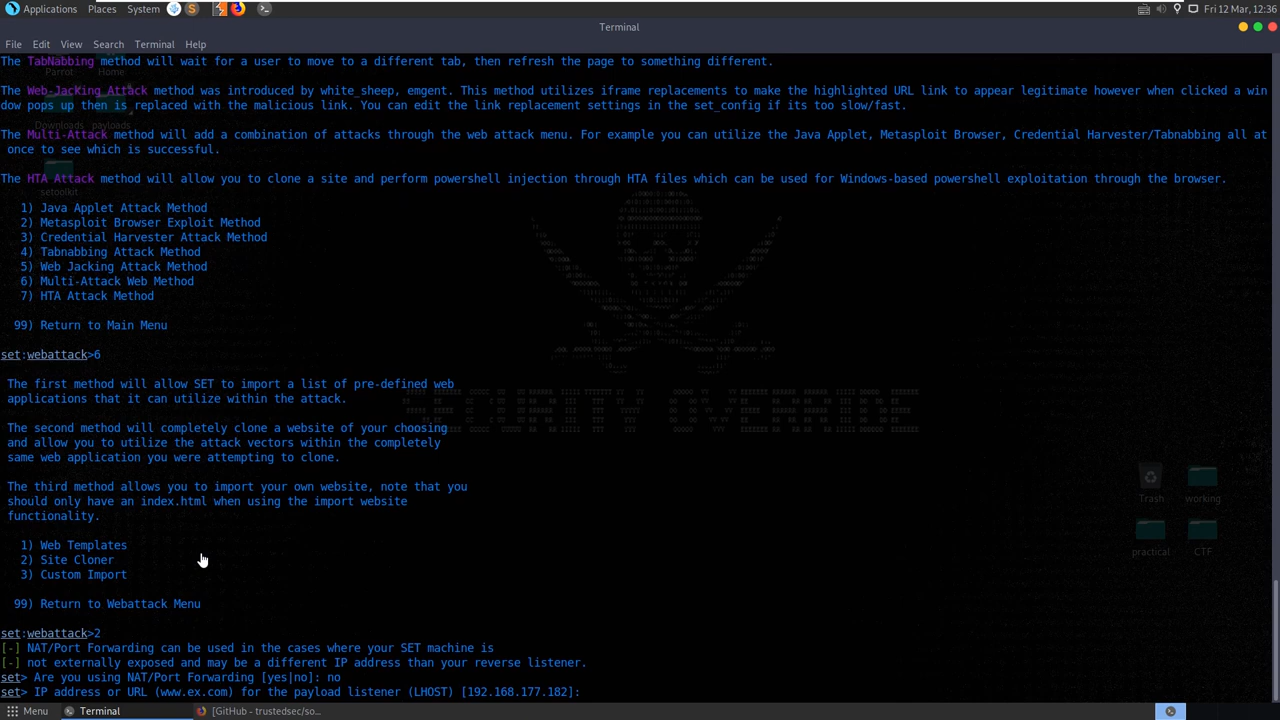 Applications Places System Fri 12 Mar, 12:36
Terminal
File Edit View Search Terminal Help
The TabNabbing method will wait for a user to move to a different tab, then refresh the page to something different.
Parrot Home
The Web-Jacking Attack method was introduced by white_sheep, emgent. This method utilizes iframe replacements to make the highlighted URL link to appear legitimate however when clicked a win
dow pops up then is replaced with the malicious link. You can edit the link replacement settings in the set_config if its too slow/fast.
Downloads payloads
The Multi-Attack method will add a combination of attacks through the web attack menu. For example you can utilize the Java Applet, Metasploit Browser, Credential Harvester/Tabnabbing all at
once to see which is successful.
The HTA Attack method will allow you to clone a site and perform powershell injection through HTA files which can be used for Windows-based powershell exploitation through the browser.
setoolkit
1) Java Applet Attack Method
2) Metasploit Browser Exploit Method
3) Credential Harvester Attack Method
4) Tabnabbing Attack Method
5) Web Jacking Attack Method
6) Multi-Attack Web Method
7) HTA Attack Method
99) Return to Main Menu
set:webattack>6
The first method will allow SET to import a list of pre-defined web
applications that it can utilize within the attack.
The second method will completely clone a website of your choosing
and allow you to utilize the attack vectors within the completely
same web application you were attempting to clone.
The third method allows you to import your own website, note that you
should only have an index.html when using the import website
functionality.
Trash working
1) Web Templates
2) Site Cloner
practical CTF
3) Custom Import
99) Return to Webattack Menu
set:webattack>2
[-] NAT/Port Forwarding can be used in the cases where your SET machine is
[-] not externally exposed and may be a different IP address than your reverse listener.
set> Are you using NAT/Port Forwarding [yes|no]: no
set> IP address or URL (www.ex.com) for the payload listener (LHOST) [192.168.177.182]:
Menu Terminal [GitHub - trustedsec/so...